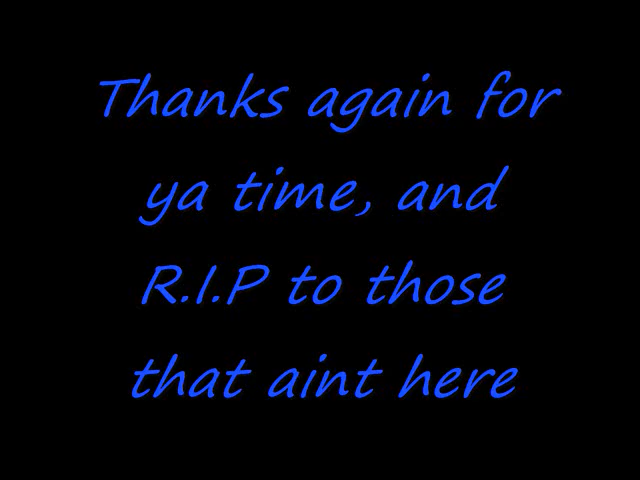 Thanks again for
ya time, and
R.I.P to those
that aint here